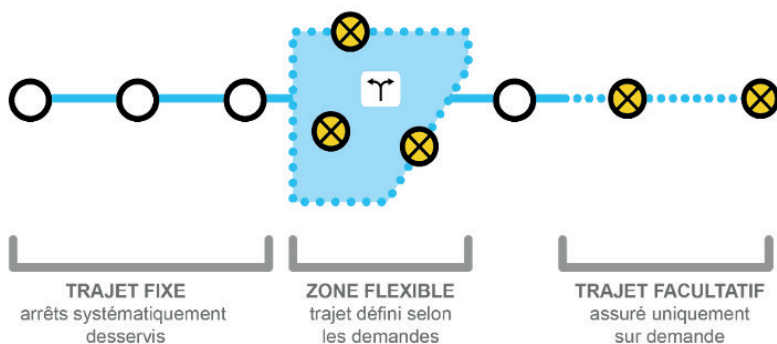 TRAJET FIXE
arrêts systématiquement
desservis
ZONE FLEXIBLE
trajet défini selon
les demandes
TRAJET FACULTATIF
assuré uniquement
sur demande